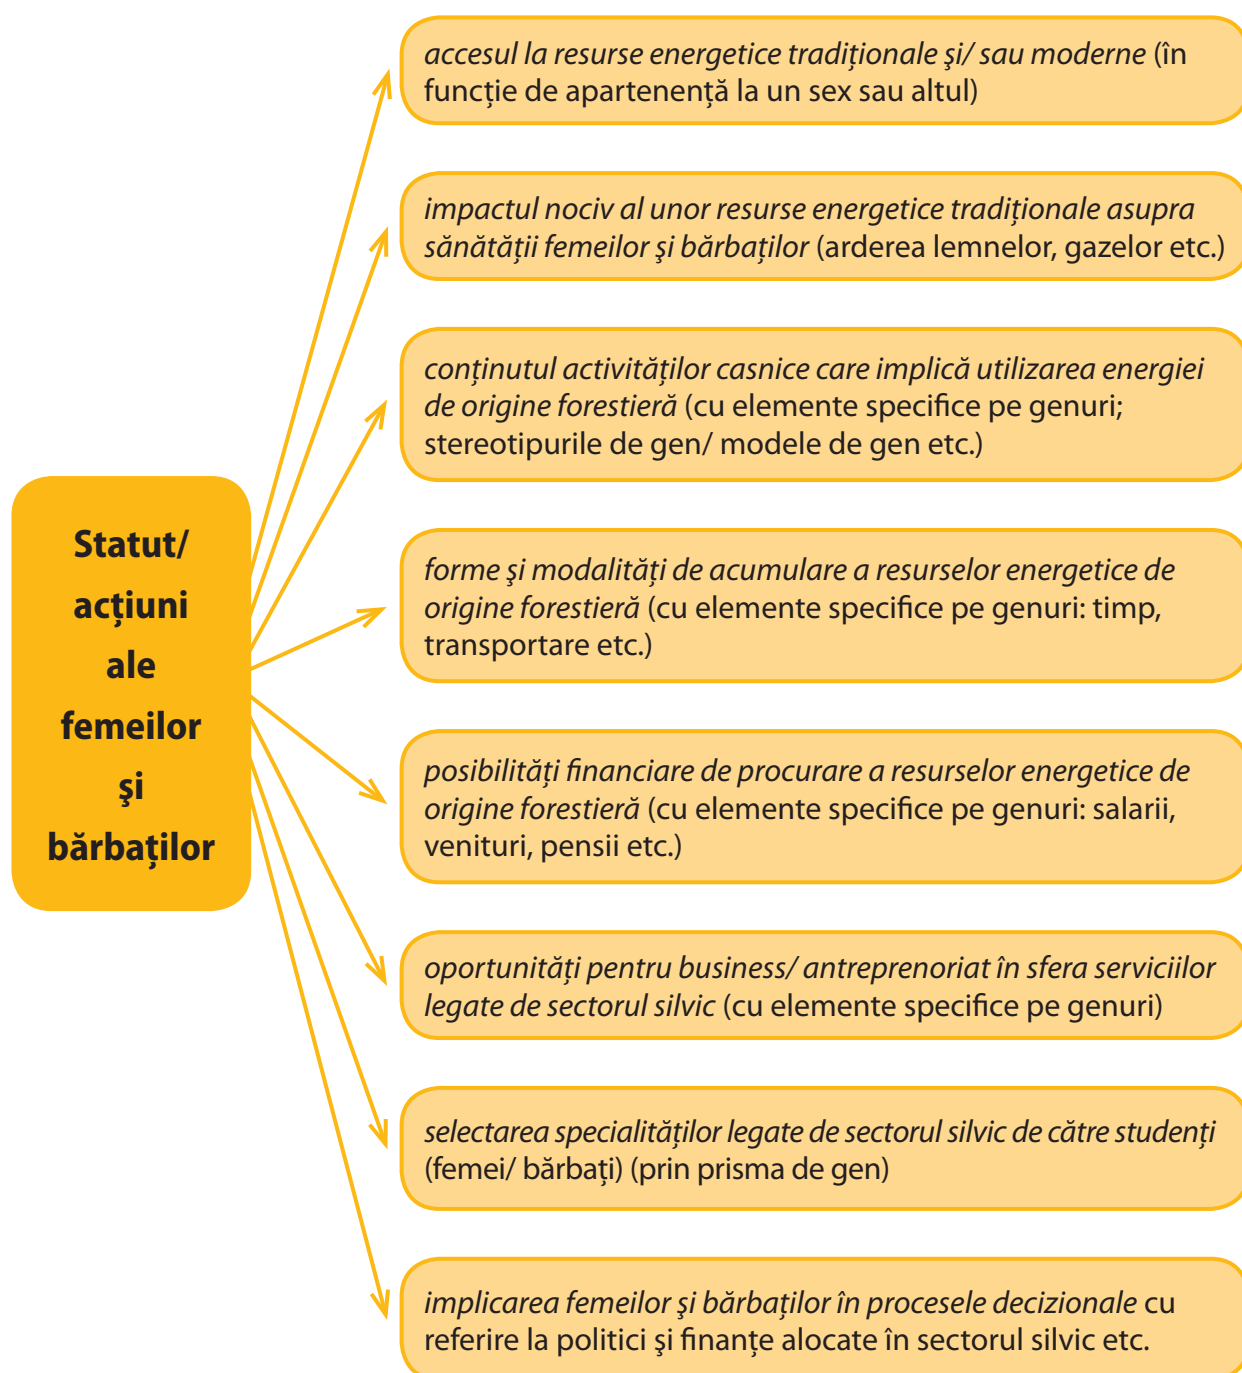 accesul la resurse energetice tradiționale şi/ sau moderne (în
funcție de apartenență la un sex sau altul)
impactul nociv al unor resurse energetice tradiționale asupra
sănătății femeilor şi bărbaților (arderea lemnelor, gazelor etc.)
conținutul activităților casnice care implică utilizarea energiei
de origine forestieră (cu elemente specifice pe genuri;
stereotipurile de gen/ modele de gen etc.)
Statut/
acțiuni
ale
femeilor
şi
bărbaților
forme şi modalități de acumulare a resurselor energetice de
origine forestieră (cu elemente specifice pe genuri: timp,
transportare etc.)
posibilități financiare de procurare a resurselor energetice de
origine forestieră (cu elemente specifice pe genuri: salarii,
venituri, pensii etc.)
oportunități pentru business/ antreprenoriat în sfera serviciilor
legate de sectorul silvic (cu elemente specifice pe genuri)
selectarea specialităților legate de sectorul silvic de către studenți
(femei/ bărbați) (prin prisma de gen)
implicarea femeilor şi bărbaților în procesele decizionale cu
referire la politici şi finanțe alocate în sectorul silvic etc.